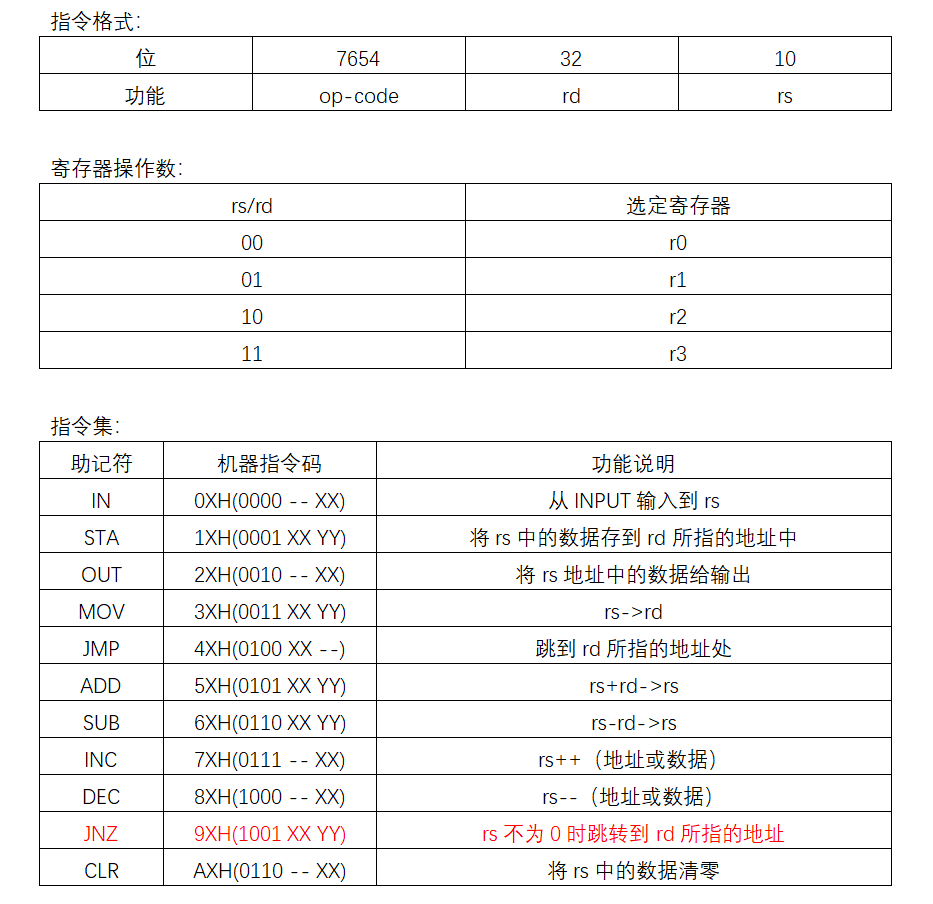 指令格式：
位 7654 32 10
功能 op-code rd rs
寄存器操作数：
rs/rd 选定寄存器
00 r0
01 r1
10 r2
11 r3
指令集：
助记符 机器指令码 功能说明
IN 0XH(0000 -- XX) 从 INPUT 输入到 rs
STA 1XH(0001 XX YY) 将 rs 中的数据存到 rd 所指的地址中
OUT 2XH(0010 -- XX) 将 rs 地址中的数据给输出
MOV 3XH(0011 XX YY) rs->rd
JMP 4XH(0100 XX --) 跳到 rd 所指的地址处
ADD 5XH(0101 XX YY) rs+rd->rs
SUB 6XH(0110 XX YY) rs-rd->rs
INC 7XH(0111 -- XX) rs++（地址或数据）
DEC 8XH(1000 -- XX) rs--（地址或数据）
JNZ 9XH(1001 XX YY) rs 不为 0 时跳转到 rd 所指的地址
CLR AXH(0110 -- XX) 将 rs 中的数据清零